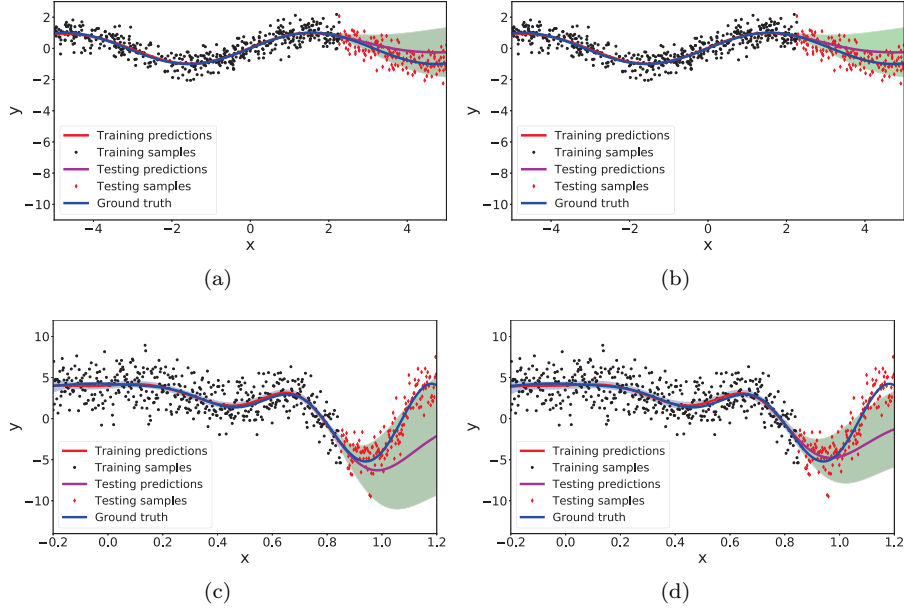 2
0
−2
−4
−6
−8
−10
y
Training predictions
Training samples
Testing predictions
Testing samples
Ground truth
−4 −2 0 2 4
x
(a)
2
0
−2
−4
−6
−8
−10
y
Training predictions
Training samples
Testing predictions
Testing samples
Ground truth
−4 −2 0 2 4
x
(b)
10
5
0
−5
−10
y
Training predictions
Training samples
Testing predictions
Testing samples
Ground truth
−0.2 0.0 0.2 0.4 0.6 0.8 1.0 1.2
x
(c)
10
5
0
−5
−10
y
Training predictions
Training samples
Testing predictions
Testing samples
Ground truth
−0.2 0.0 0.2 0.4 0.6 0.8 1.0 1.2
x
(d)